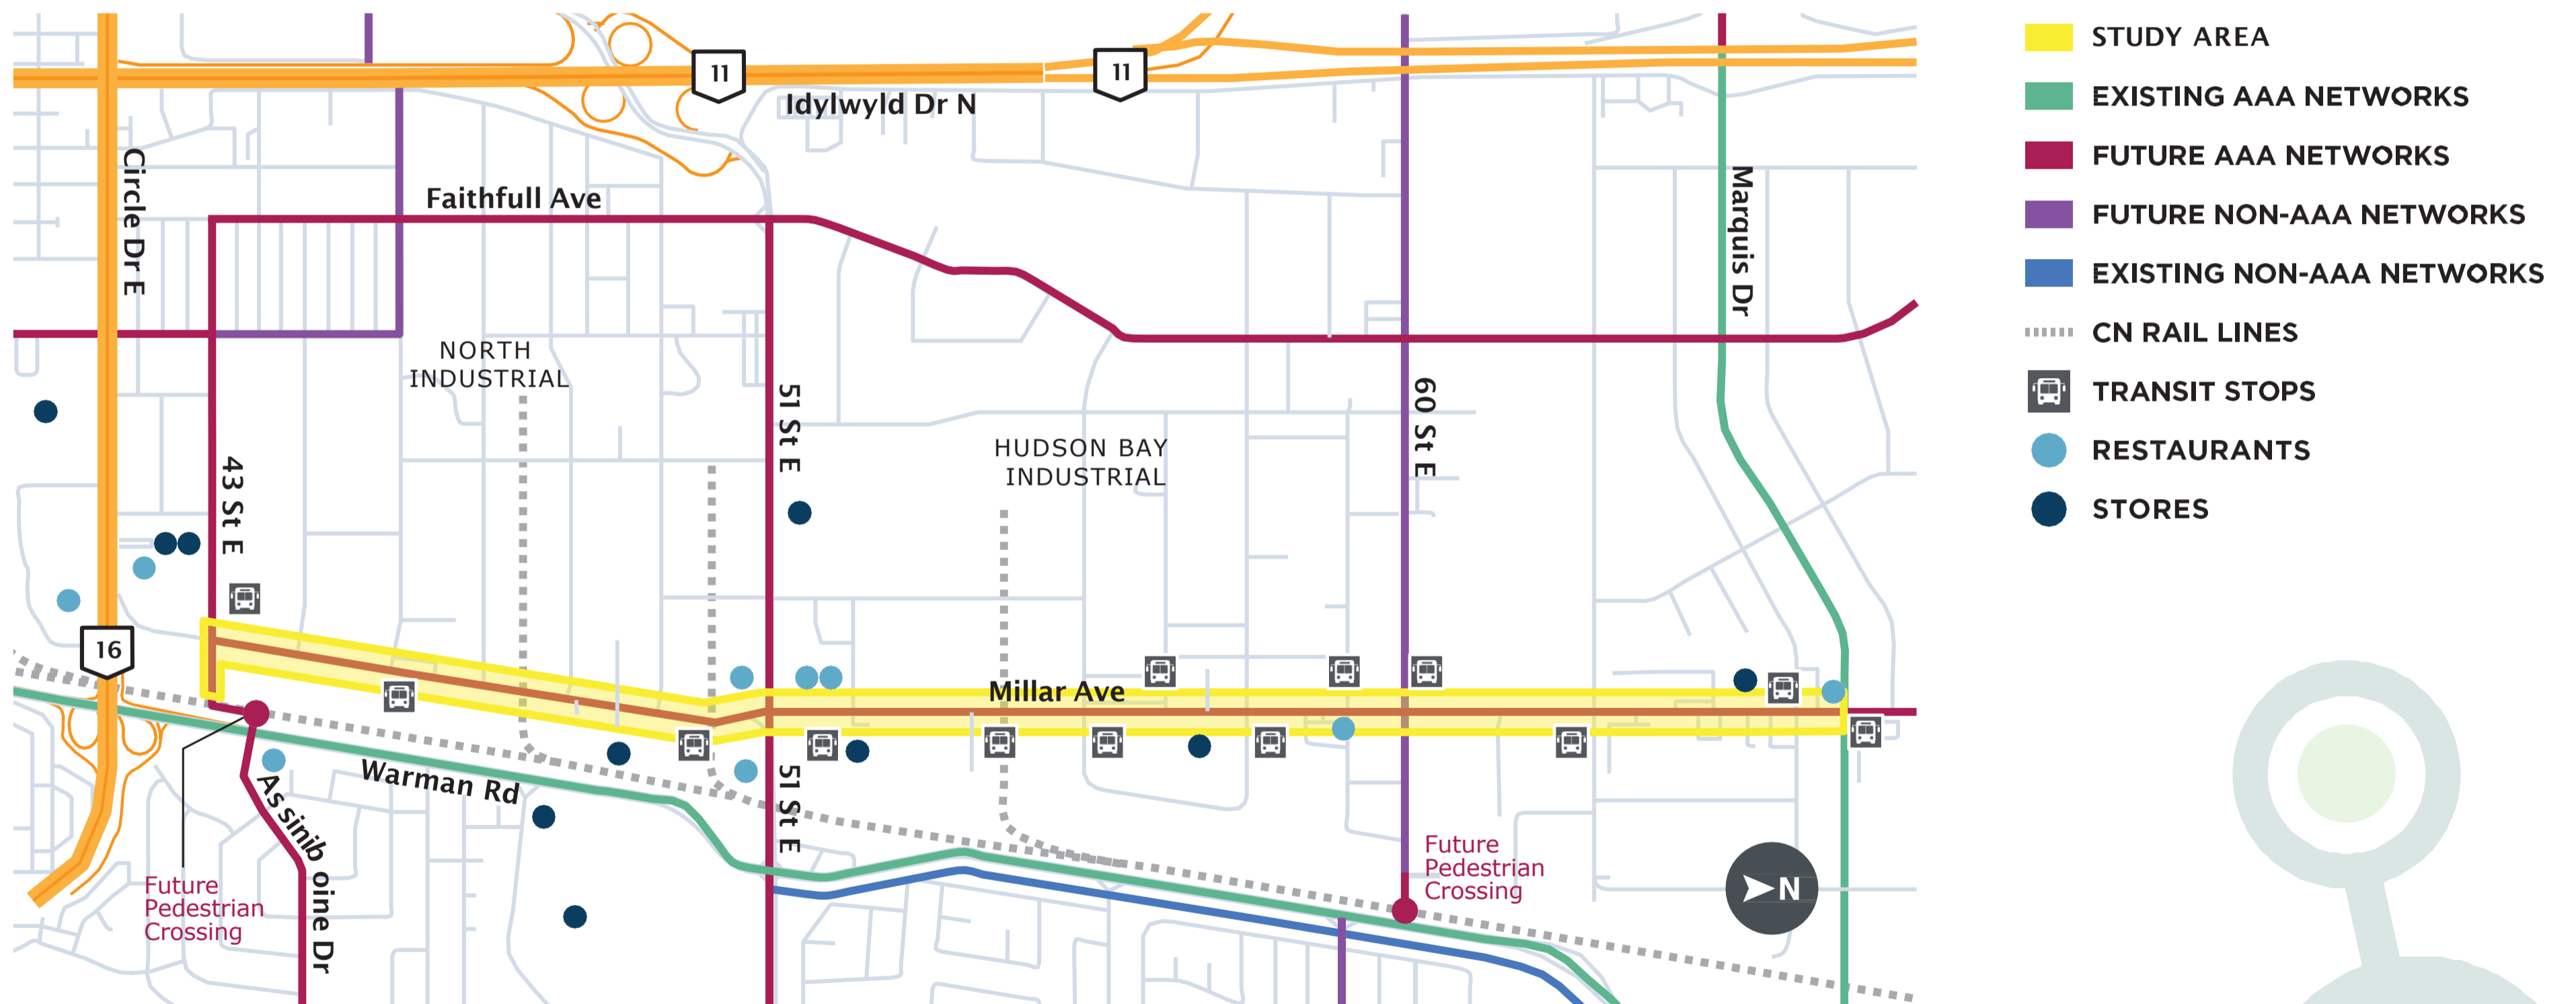 11
11
Idylwyld Dr N
Circle Dr E
Faithfull Ave
Marquis Dr
NORTH
INDUSTRIAL
51 St E
60 St E
HUDSON BAY
INDUSTRIAL
43 St E
16
Millar Ave
Warman Rd
51 St E
Assiniboine Dr
Future
Pedestrian
Crossing
Future
Pedestrian
Crossing
N
STUDY AREA
EXISTING AAA NETWORKS
FUTURE AAA NETWORKS
FUTURE NON-AAA NETWORKS
EXISTING NON-AAA NETWORKS
CN RAIL LINES
TRANSIT STOPS
RESTAURANTS
STORES